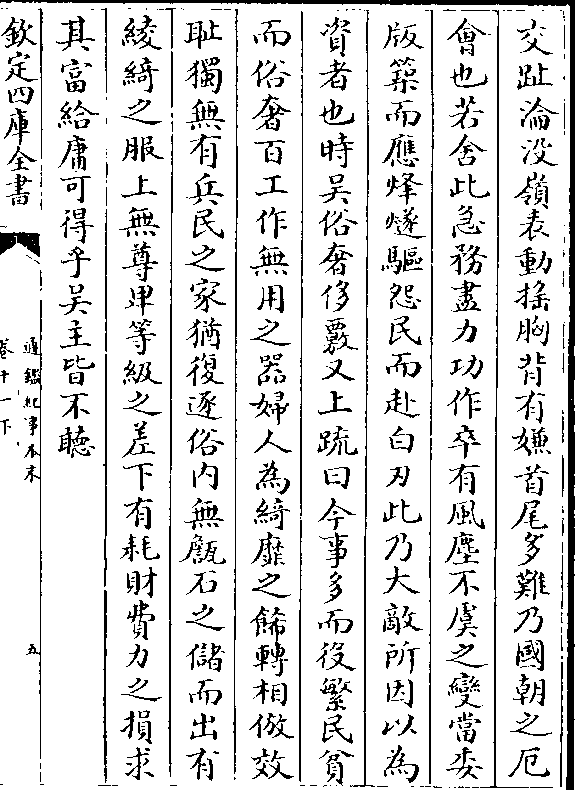 交趾淪没嶺表動揺胸背有嫌首尾多難乃國朝之厄
會也若舍此急務盡力功作卒有風塵不虞之變當委
版築而應烽燧驅怨民而赴白刃此乃大敵所因以為
資者也時吳俗奢侈覈又上疏曰今事多而役繁民貧
而俗奢百工作無用之器婦人為綺靡之餙轉相倣效
耻獨無有兵民之家猶復逐俗内無甔石之儲而出有
綾綺之服上無尊卑等級之差下有耗財費力之損求
其富給庸可得乎吳主皆不聽
欽定四庫全書
通鑑紀事本末
卷十一下
五